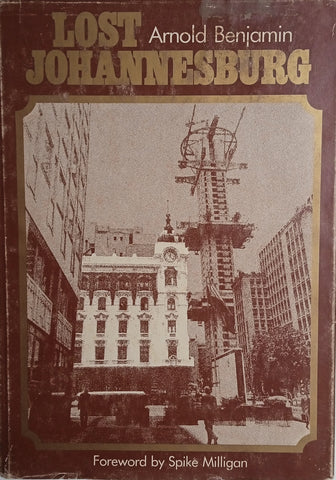 LOST Arnold Benjamin
JOHANNESBURG
Foreword by Spike Milligan